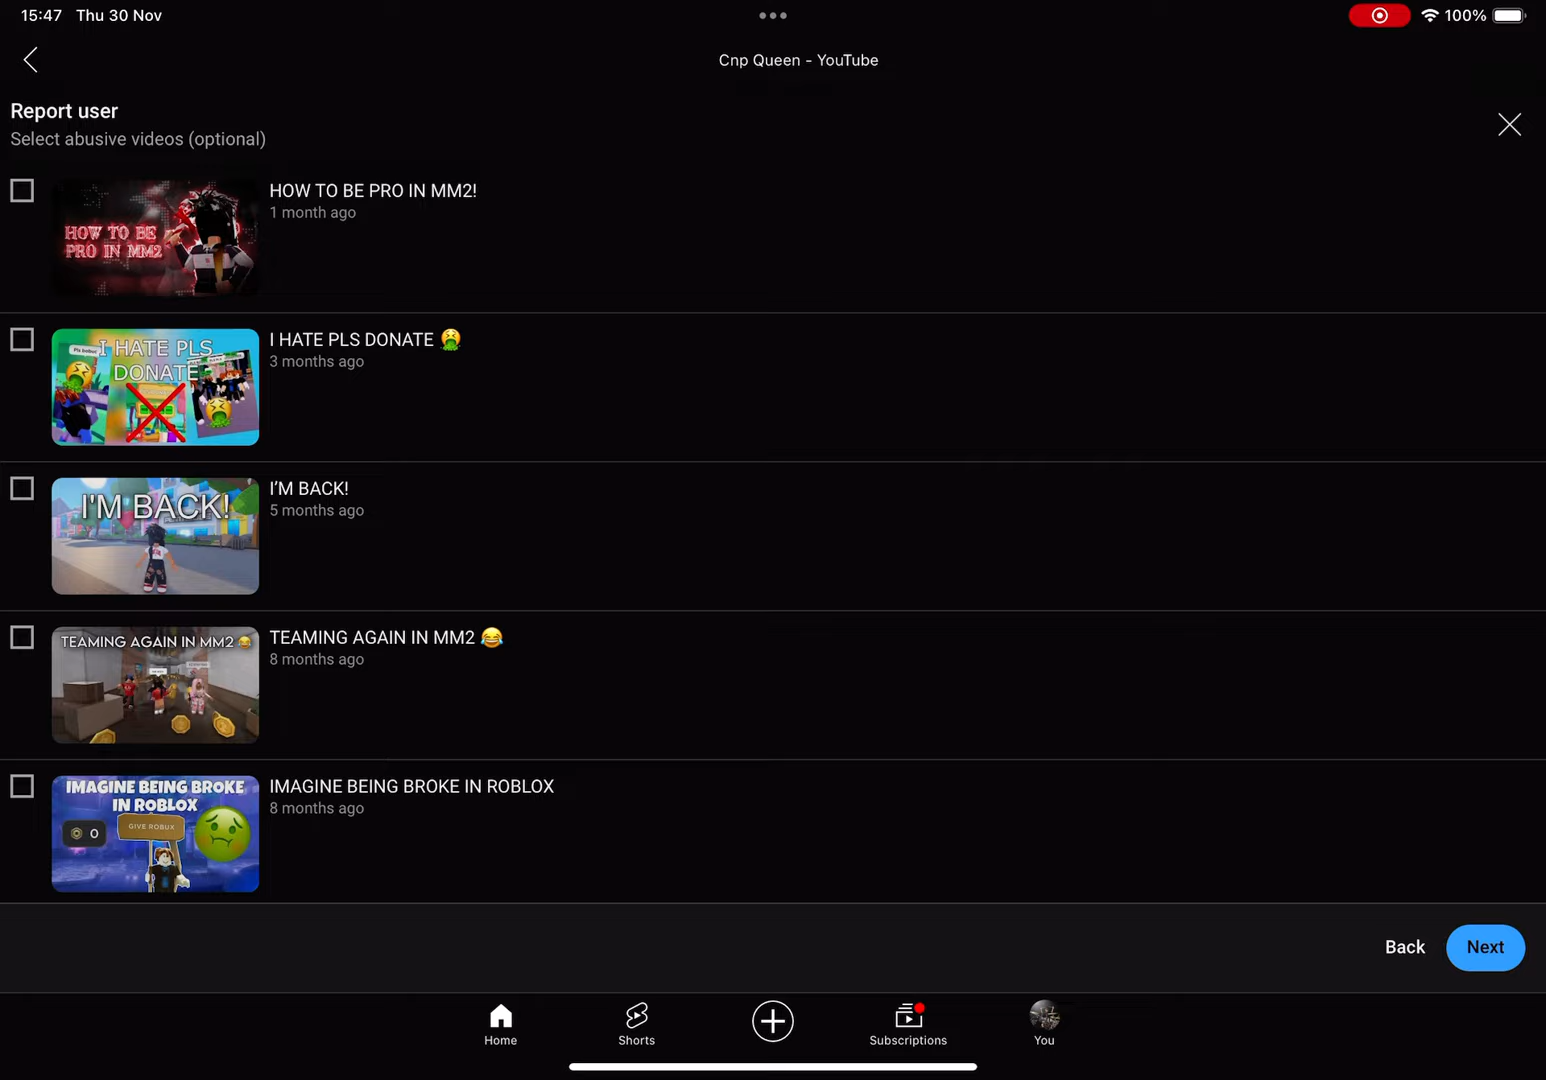 15:47 Thu 30 Nov
100%
Cnp Queen - YouTube
Report user
Select abusive videos (optional)
HOW TO BE
PRO IN MM2
HOW TO BE PRO IN MM2!
1 month ago
I HATE PLS
DONATE
I HATE PLS DONATE 🤮
3 months ago
I'M BACK!
I'M BACK!
5 months ago
TEAMING AGAIN IN MM2 😂
TEAMING AGAIN IN MM2 😂
8 months ago
IMAGINE BEING BROKE
IN ROBLOX
GIVE ROBUX
0
IMAGINE BEING BROKE IN ROBLOX
8 months ago
Back
Next
Home
Shorts
Subscriptions
You